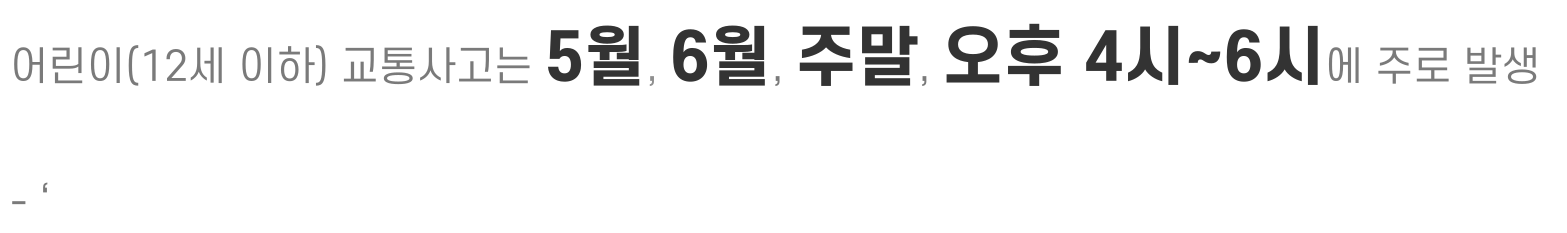 어린이(12세 이하) 교통사고는 5월, 6월, 주말, 오후 4시~6시에 주로 발생
- ‘